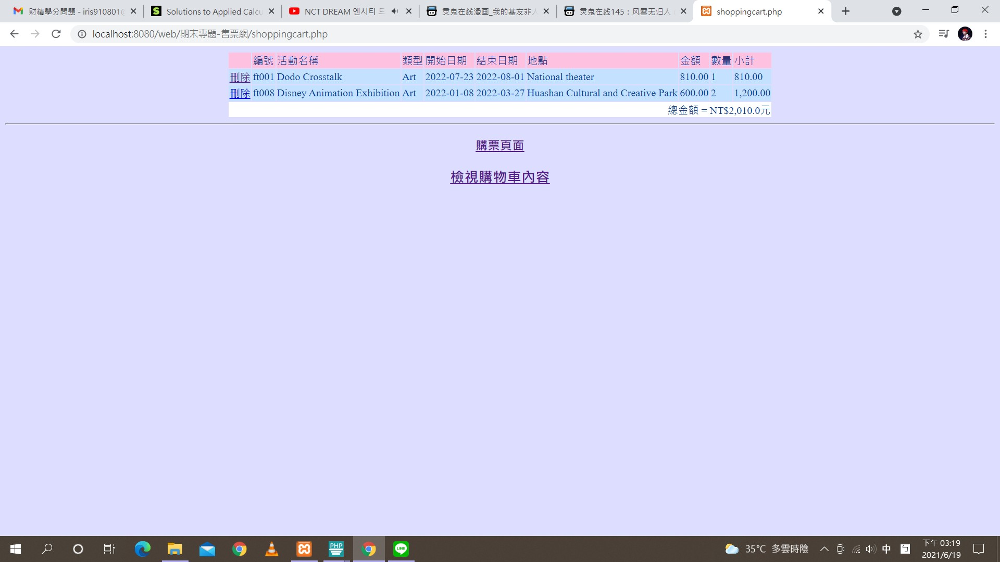 財精學分問題 - iris910801@
Solutions to Applied Calcu
NCT DREAM 엔시티 드
灵鬼在线漫画_我的基友非人
灵鬼在线145：风雪无归人
shoppingcart.php
localhost:8080/web/期末專題-售票網/shoppingcart.php
編號 活動名稱 類型 開始日期 結束日期 地點 金額 數量 小計
刪除 ft001 Dodo Crosstalk Art 2022-07-23 2022-08-01 National theater 810.00 1 810.00
刪除 ft008 Disney Animation Exhibition Art 2022-01-08 2022-03-27 Huashan Cultural and Creative Park 600.00 2 1,200.00
總金額 = NT$2,010.0元
購票頁面
檢視購物車內容
PHP
LINE
35°C 多雲時陰
中
ㄅ
下午 03:19
2021/6/19